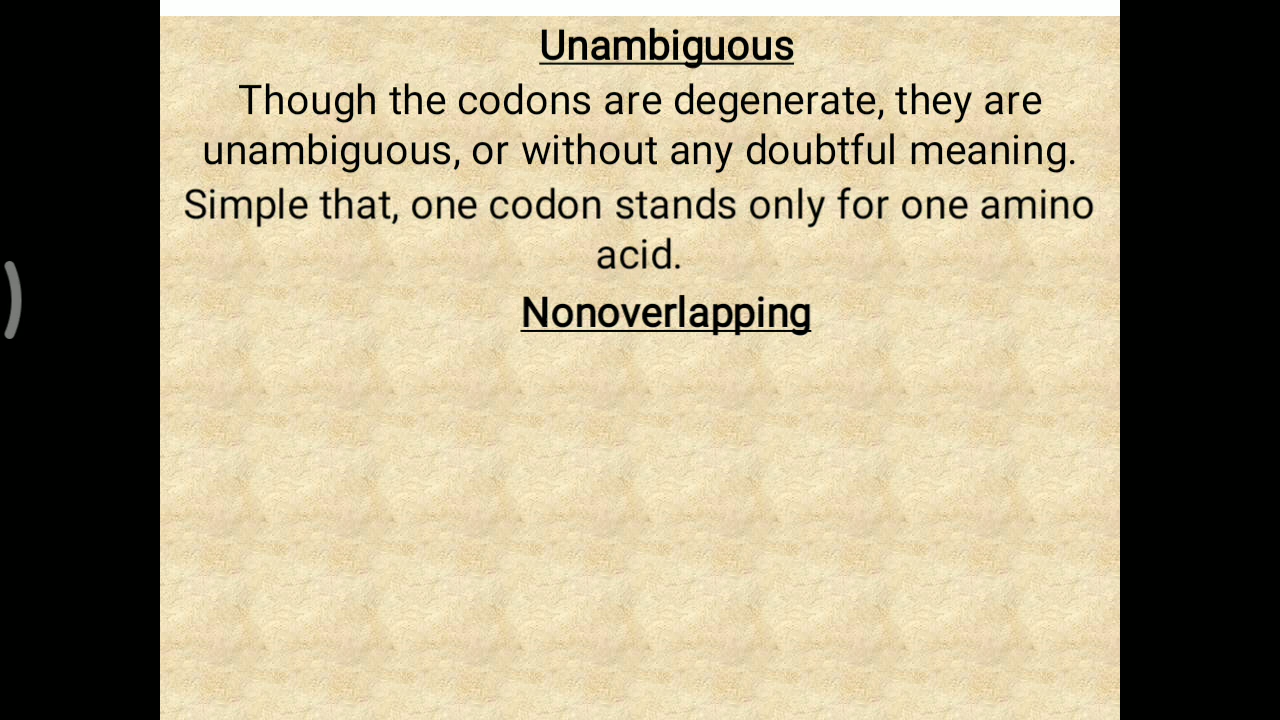 Unambiguous
Though the codons are degenerate, they are
unambiguous, or without any doubtful meaning.
Simple that, one codon stands only for one amino
acid.
Nonoverlapping